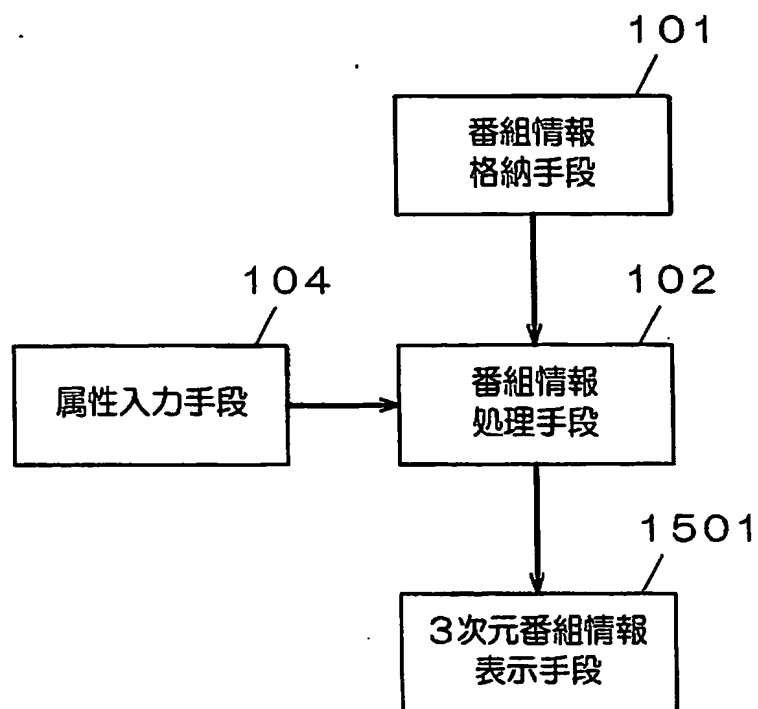 １０１
番組情報
格納手段
１０４
１０２
属性入力手段
番組情報
処理手段
１５０１
３次元番組情報
表示手段